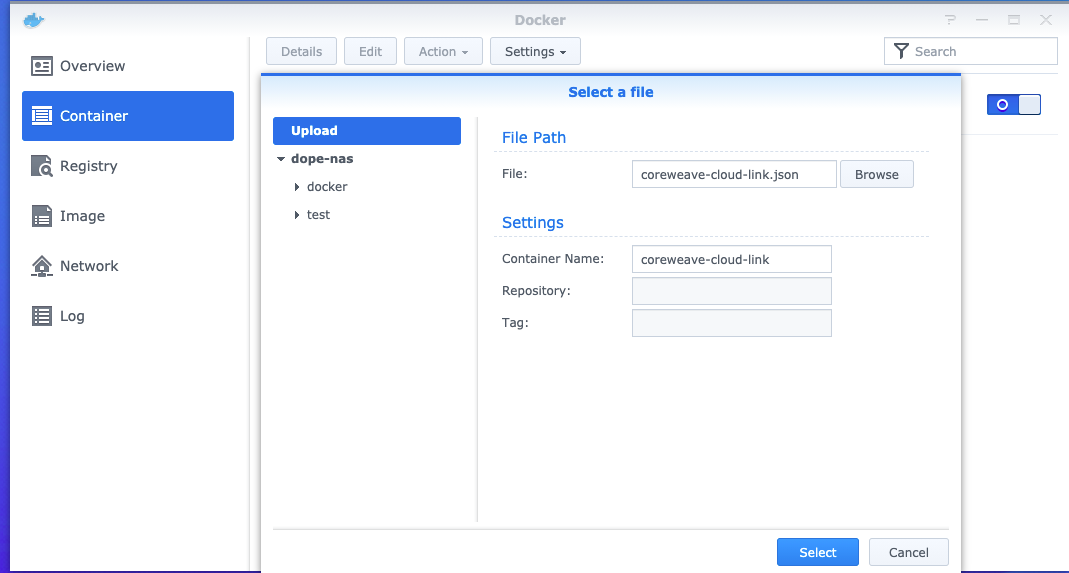 Docker
Overview
Container
Registry
Image
Network
Log
Details
Edit
Action
Settings
Search
Select a file
Upload
dope-nas
docker
test
File Path
File:
coreweave-cloud-link.json
Browse
Settings
Container Name:
coreweave-cloud-link
Repository:
Tag:
Select
Cancel